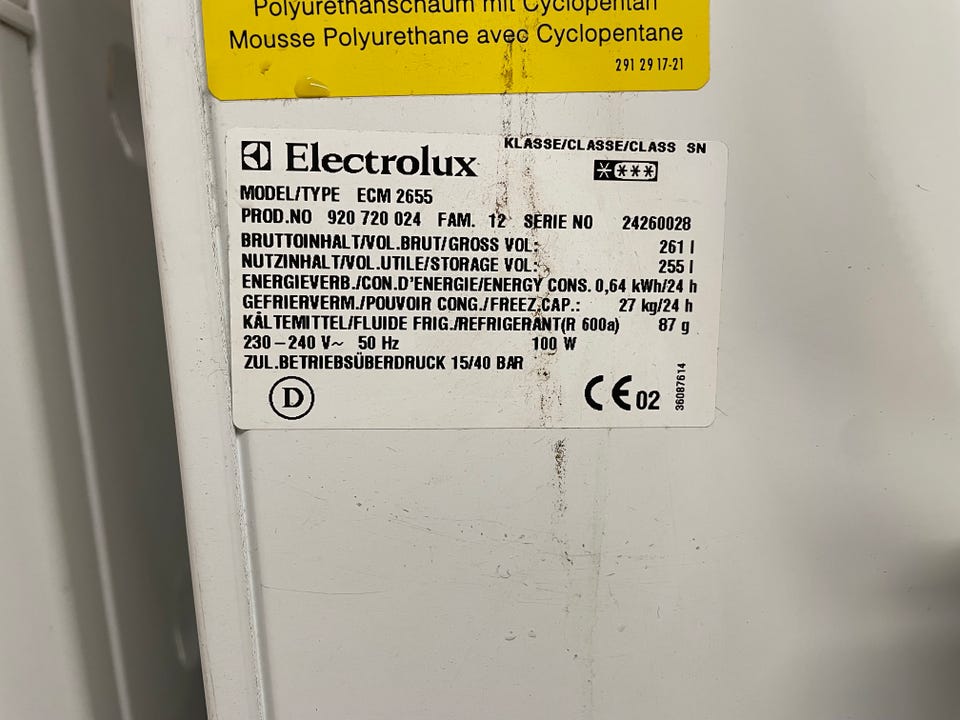 Polyurethanschaum mit Cyclopentan
Mousse Polyurethane avec Cyclopentane
291 29 17-21
Electrolux
KLASSE/CLASSE/CLASS SN
MODEL/TYPE ECM 2655
PROD.NO 920 720 024 FAM. 12 SERIE NO 24260028
BRUTTOINHALT/VOL.BRUT/GROSS VOL: 261 l
NUTZINHALT/VOL.UTILE/STORAGE VOL: 255 l
ENERGIEVERB./CON.D'ENERGIE/ENERGY CONS. 0,64 kWh/24 h
GEFRIERVERM./POUVOIR CONG./FREEZ.CAP.: 27 kg/24 h
KÄLTEMITTEL/FLUIDE FRIG./REFRIGERANT(R 600a) 87 g
230-240 V~ 50 Hz 100 W
ZUL.BETRIEBSÜBERDRUCK 15/40 BAR
D
CE 02
36087614